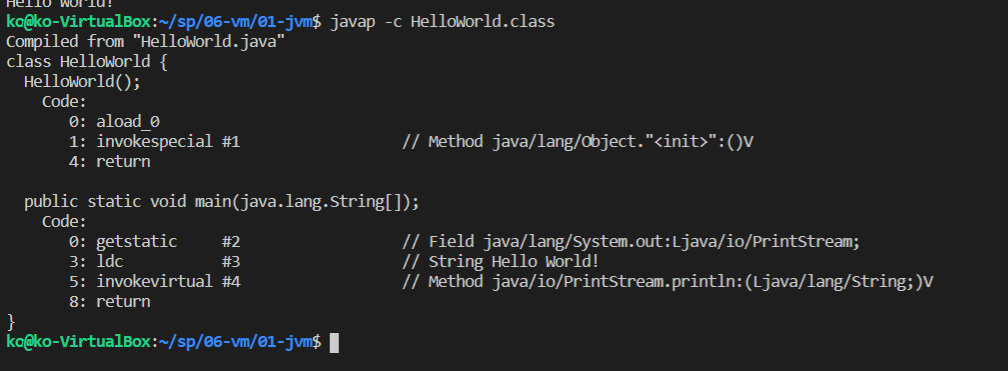 Hello World!
ko@ko-VirtualBox:~/sp/06-vm/01-jvm$ javap -c HelloWorld.class
Compiled from "HelloWorld.java"
class HelloWorld {
  HelloWorld();
    Code:
       0: aload_0
       1: invokespecial #1                  // Method java/lang/Object."<init>":()V
       4: return

  public static void main(java.lang.String[]);
    Code:
       0: getstatic     #2                  // Field java/lang/System.out:Ljava/io/PrintStream;
       3: ldc           #3                  // String Hello World!
       5: invokevirtual #4                  // Method java/io/PrintStream.println:(Ljava/lang/String;)V
       8: return
}
ko@ko-VirtualBox:~/sp/06-vm/01-jvm$